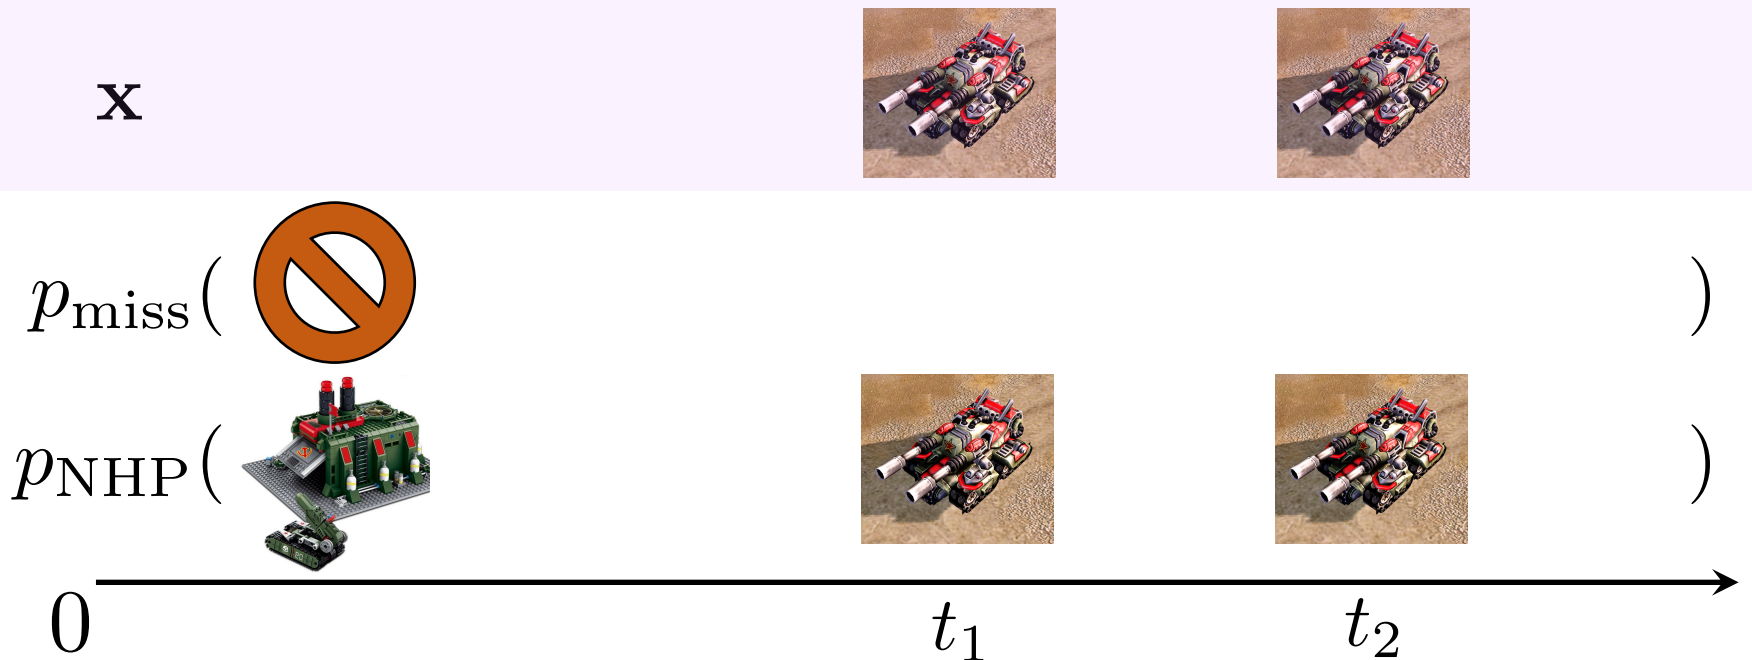 x
p_miss( )
p_NHP( )
0 t_1 t_2